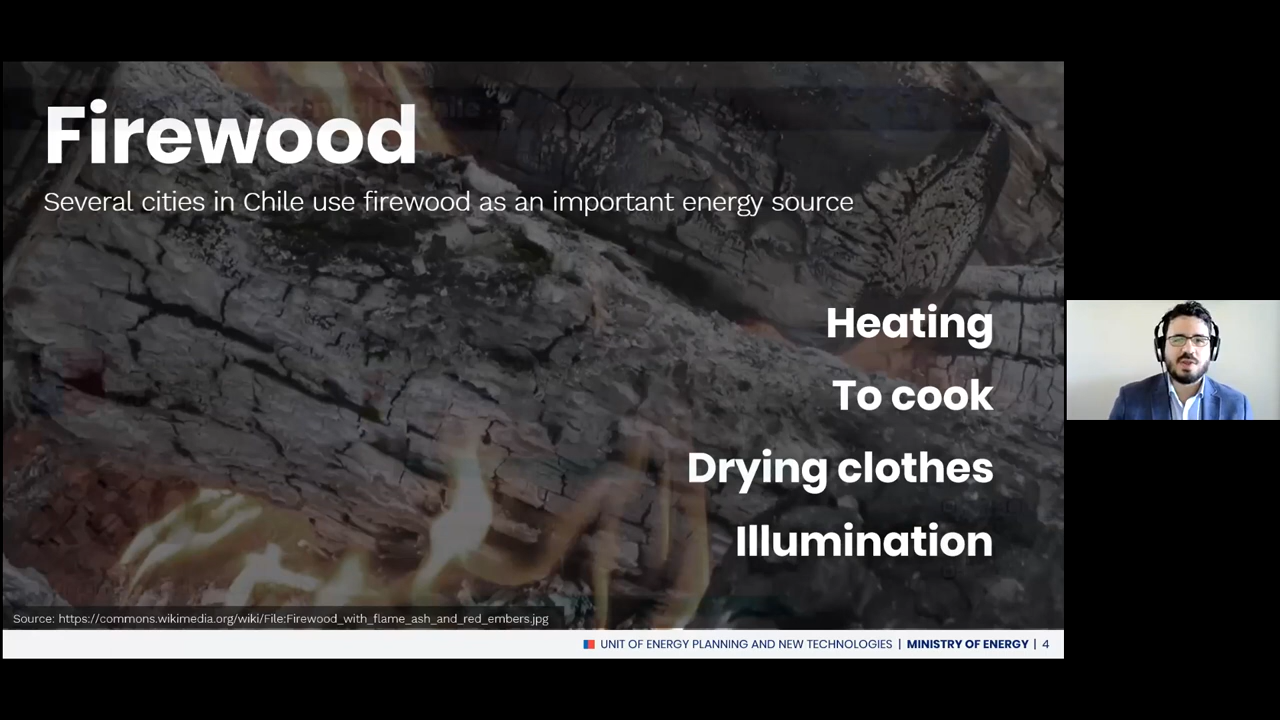 Firewood
Several cities in Chile use firewood as an important energy source
Heating
To cook
Drying clothes
Illumination
Source: https://commons.wikimedia.org/wiki/File:Firewood_with_flame_ash_and_red_embers.jpg
UNIT OF ENERGY PLANNING AND NEW TECHNOLOGIES | MINISTRY OF ENERGY | 4